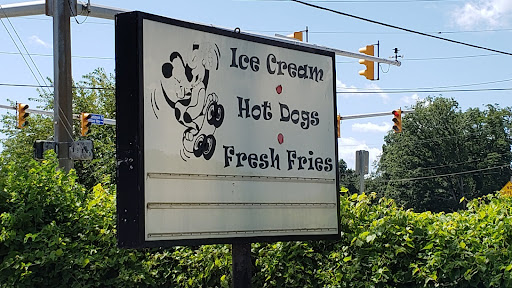 Ice Cream
Hot Dogs
Fresh Fries